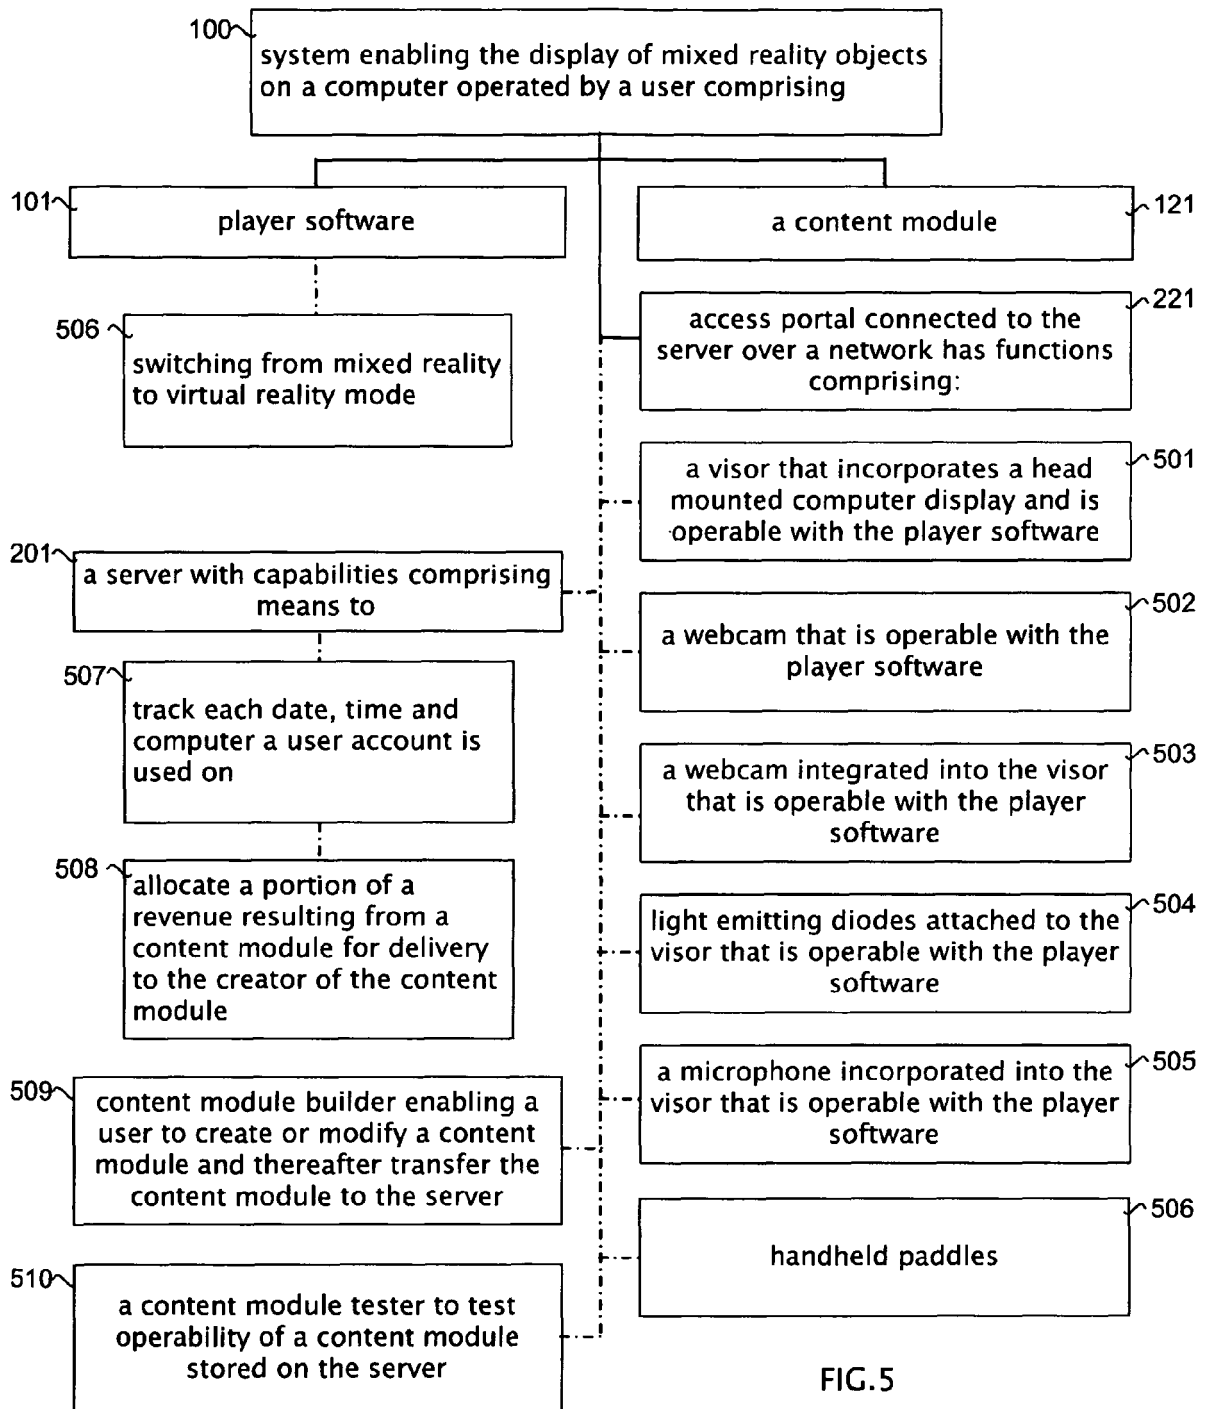 100
system enabling the display of mixed reality objects
on a computer operated by a user comprising
101
player software
a content module
121
506
switching from mixed reality
to virtual reality mode
access portal connected to the
server over a network has functions
comprising:
221
a visor that incorporates a head
mounted computer display and is
operable with the player software
501
201
a server with capabilities comprising
means to
a webcam that is operable with the
player software
502
507
track each date, time and
computer a user account is
used on
a webcam integrated into the visor
that is operable with the player
software
503
508
allocate a portion of a
revenue resulting from a
content module for delivery
to the creator of the content
module
light emitting diodes attached to the
visor that is operable with the player
software
504
509
content module builder enabling a
user to create or modify a content
module and thereafter transfer the
content module to the server
a microphone incorporated into the
visor that is operable with the player
software
505
handheld paddles
506
510
a content module tester to test
operability of a content module
stored on the server
FIG.5